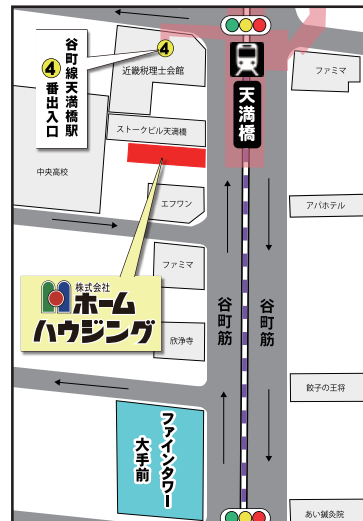 谷町線天満橋駅
④番出入口
④
近畿税理士会館
天満橋
ファミマ
ストークビル天満橋
中央高校
エフワン
アパホテル
ファミマ
株式会社
ホーム
ハウジング
谷町筋
谷町筋
欣浄寺
餃子の王将
ファインタワー
大手前
あい鍼灸院